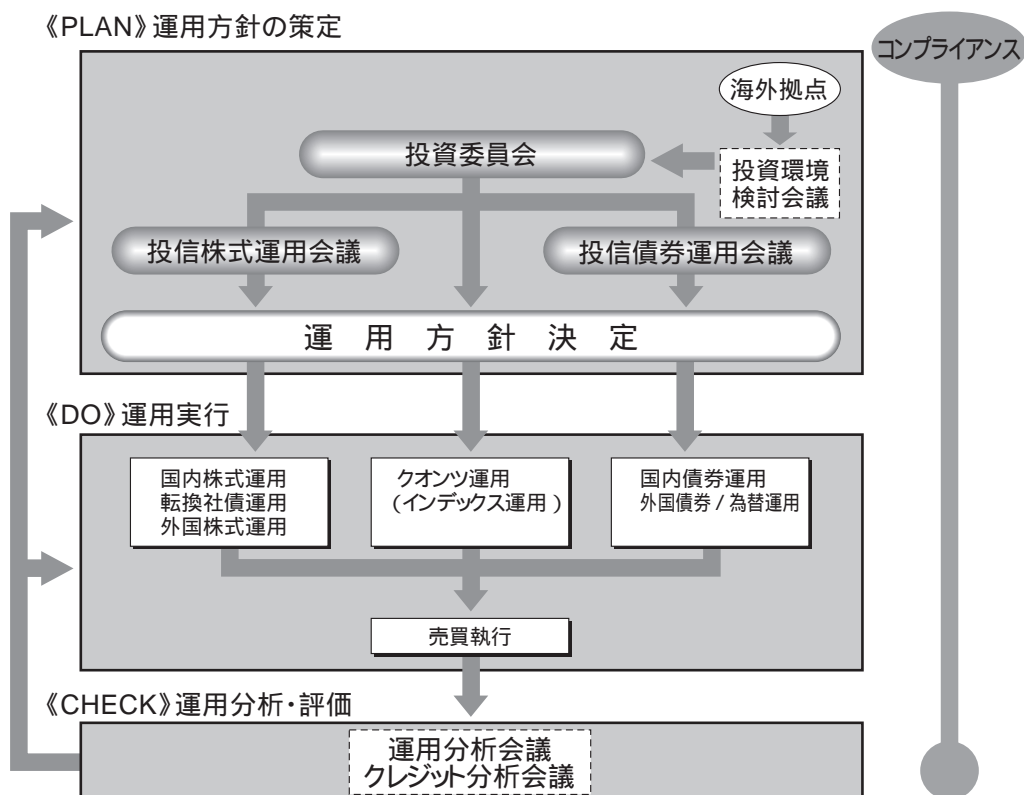 《PLAN》運用方針の策定
コンプライアンス
海外拠点
投資委員会
投資環境
検討会議
投信株式運用会議
投信債券運用会議
運用方針決定
《DO》運用実行
国内株式運用
転換社債運用
外国株式運用
クオンツ運用
(インデックス運用)
国内債券運用
外国債券/為替運用
売買執行
《CHECK》運用分析・評価
運用分析会議
クレジット分析会議